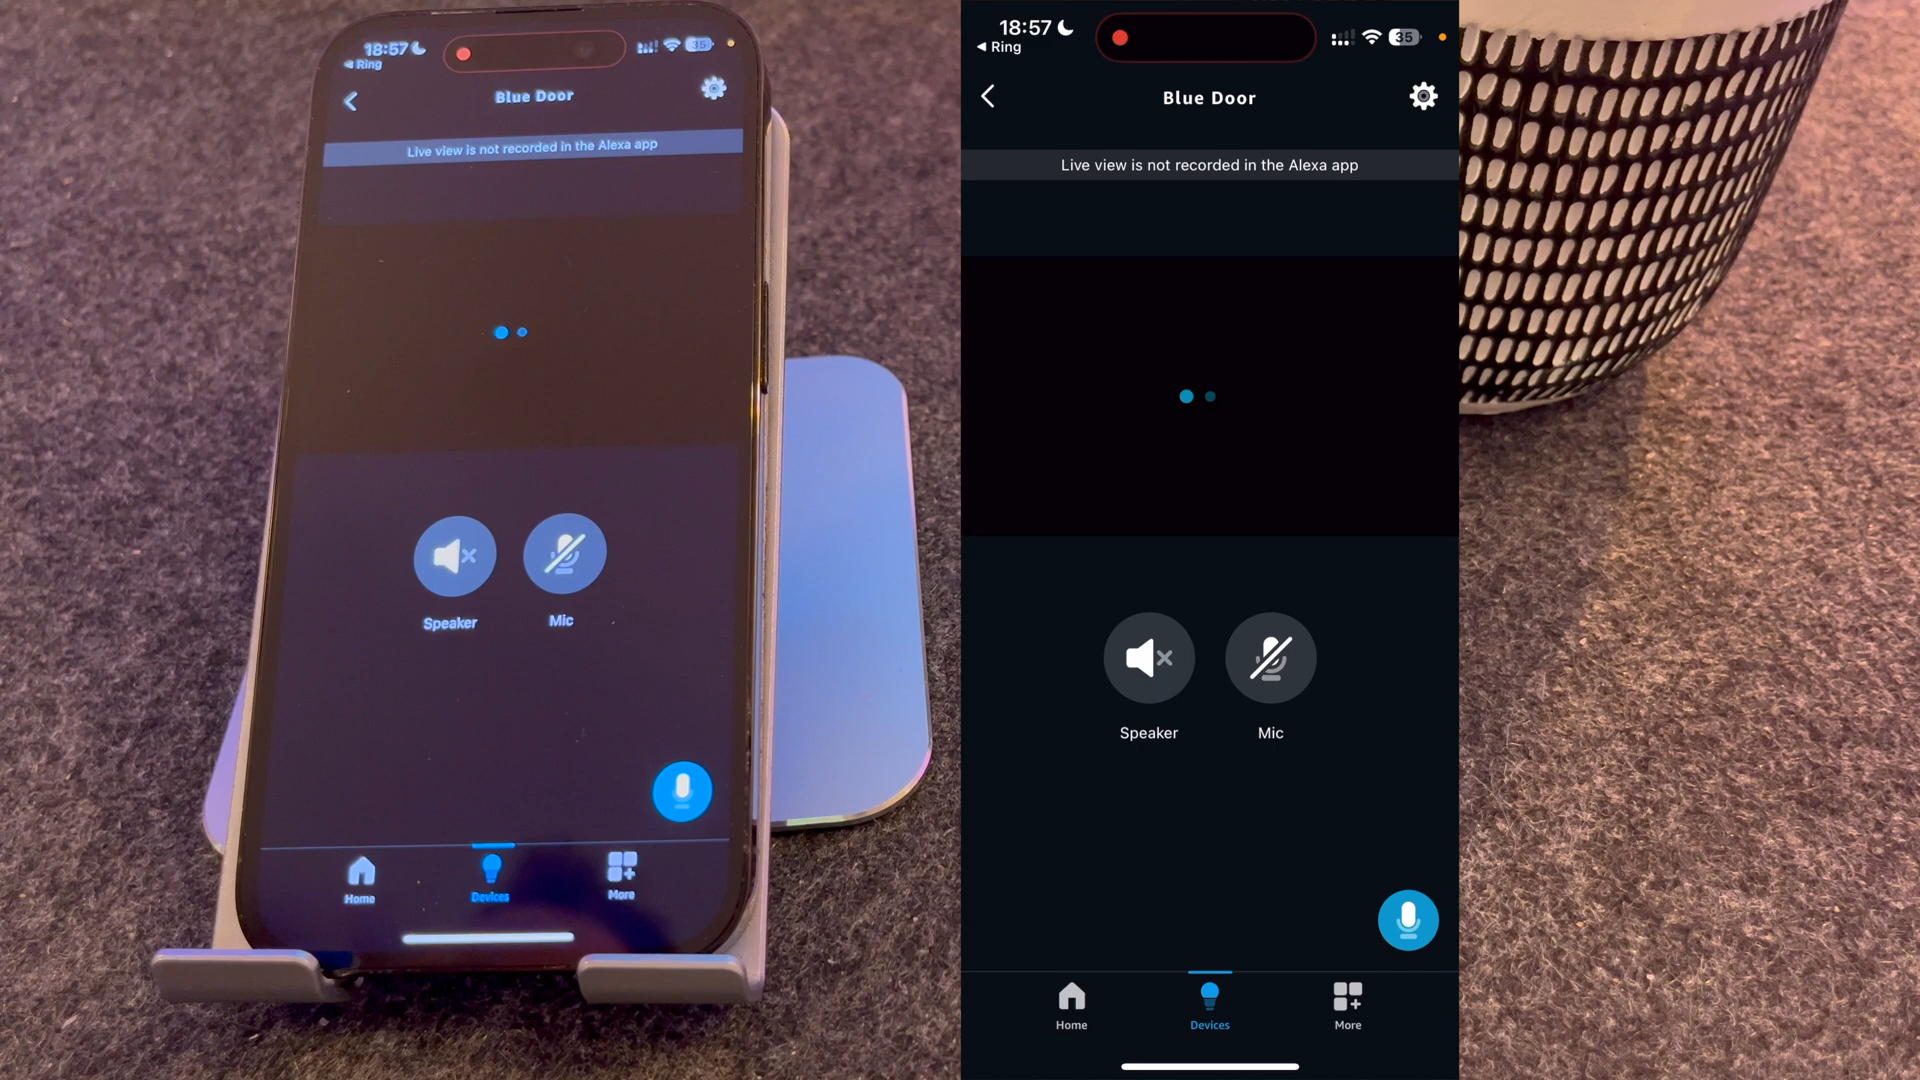 18:57
Ring
35
Blue Door
Live view is not recorded in the Alexa app
Speaker
Mic
Home
Devices
More
18:57
Ring
35
Blue Door
Live view is not recorded in the Alexa app
Speaker
Mic
Home
Devices
More